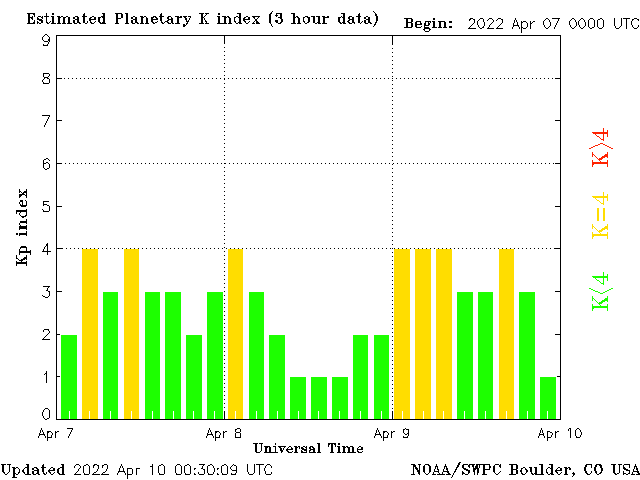 Estimated Planetary K index (3 hour data) Begin: 2022 Apr 07 0000 UTC
9
8
7
6
5
4
3
2
1
0
Kp index
K>4
K=4
K<4
Apr 7 Apr 8 Apr 9 Apr 10
Universal Time
Updated 2022 Apr 10 00:30:09 UTC NOAA/SWPC Boulder, CO USA